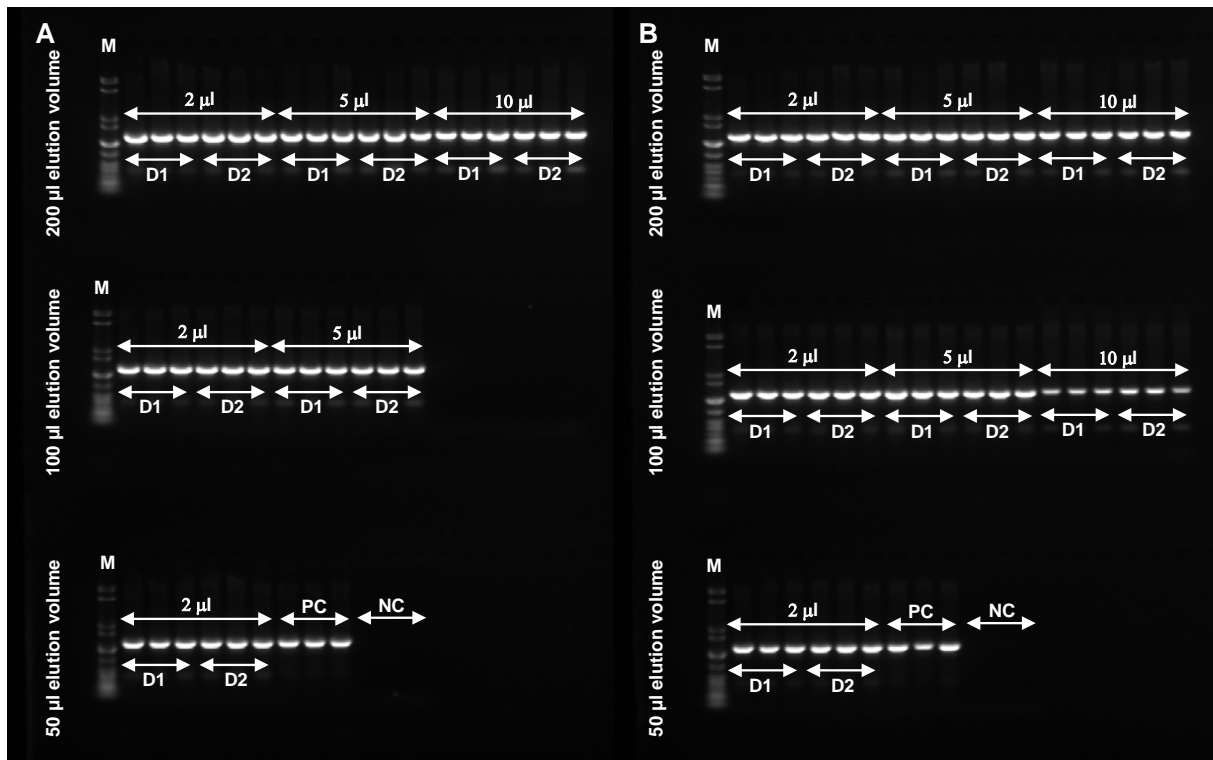 A
M
200 µl elution volume
2 µl 5 µl 10 µl
D1 D2 D1 D2 D1 D2
M
100 µl elution volume
2 µl 5 µl
D1 D2 D1 D2
M
50 µl elution volume
2 µl PC NC
D1 D2
B
M
200 µl elution volume
2 µl 5 µl 10 µl
D1 D2 D1 D2 D1 D2
M
100 µl elution volume
2 µl 5 µl 10 µl
D1 D2 D1 D2 D1 D2
M
50 µl elution volume
2 µl PC NC
D1 D2